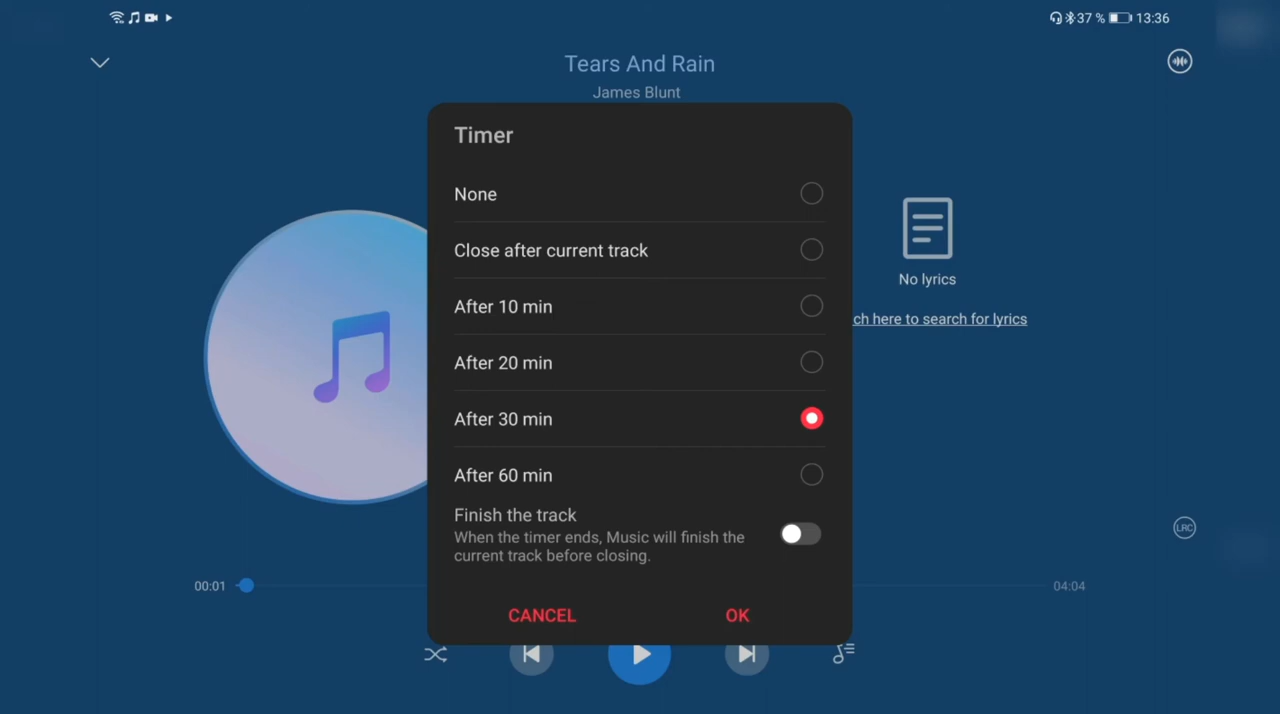 37 % 13:36
Tears And Rain
James Blunt
Timer
None
Close after current track
After 10 min
After 20 min
After 30 min
After 60 min
Finish the track
When the timer ends, Music will finish the
current track before closing.
CANCEL OK
No lyrics
ch here to search for lyrics
LRC
00:01
04:04